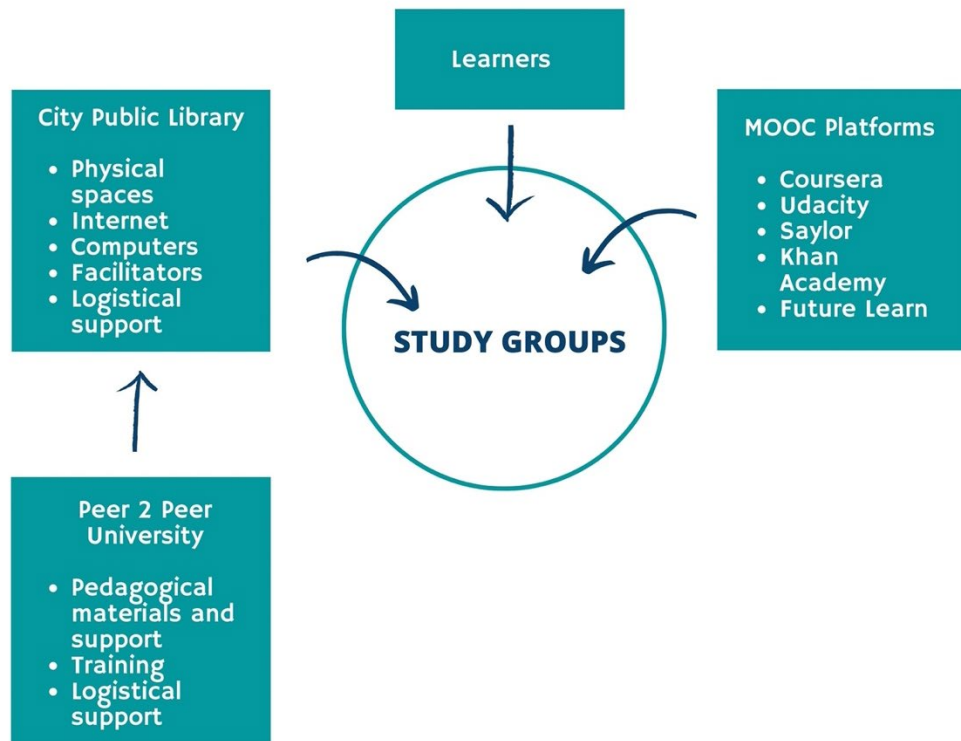 Learners
City Public Library
• Physical
spaces
• Internet
• Computers
• Facilitators
• Logistical
support
MOOC Platforms
• Coursera
• Udacity
• Saylor
• Khan
Academy
• Future Learn
STUDY GROUPS
Peer 2 Peer
University
• Pedagogical
materials and
support
• Training
• Logistical
support